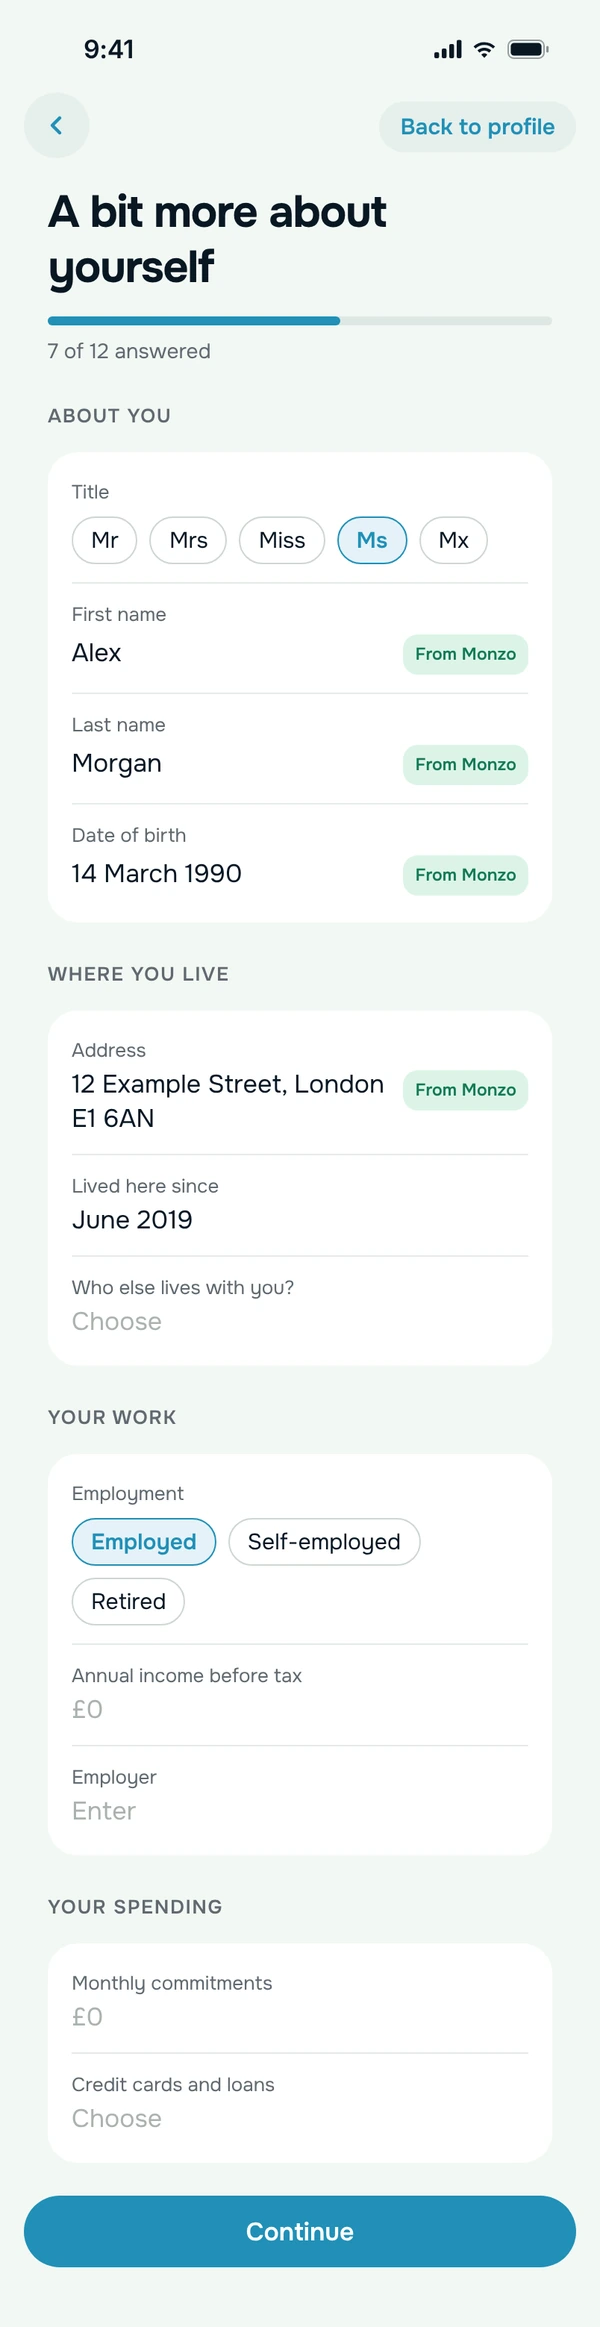 9:41
Back to profile
A bit more about
yourself
7 of 12 answered
ABOUT YOU
Title
Mr Mrs Miss Ms Mx
First name
Alex From Monzo
Last name
Morgan From Monzo
Date of birth
14 March 1990 From Monzo
WHERE YOU LIVE
Address
12 Example Street, London From Monzo
E1 6AN
Lived here since
June 2019
Who else lives with you?
Choose
YOUR WORK
Employment
Employed Self-employed
Retired
Annual income before tax
£0
Employer
Enter
YOUR SPENDING
Monthly commitments
£0
Credit cards and loans
Choose
Continue